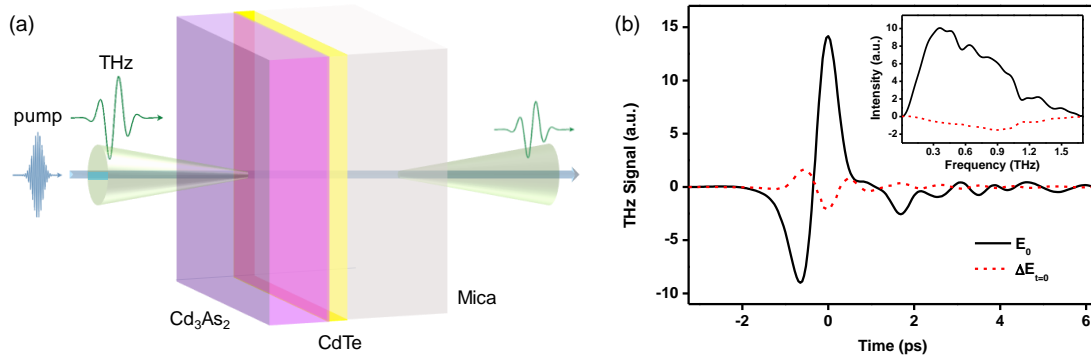 (a)
THz
pump
Cd₃As₂
CdTe
Mica
(b)
THz Signal (a.u.)
15
10
5
0
-5
-10
-2
0
2
4
6
Time (ps)
E₀
ΔEₜ₌₀
Intensity (a.u.)
10
8
6
4
2
0
-2
0.3
0.6
0.9
1.2
1.5
Frequency (THz)